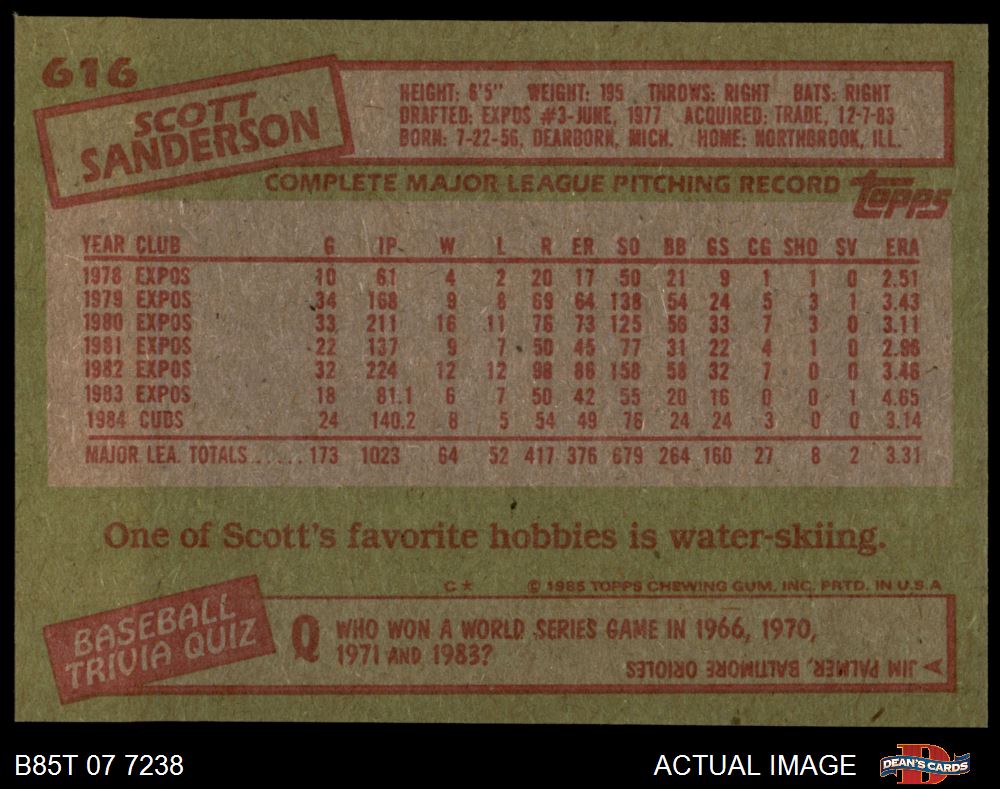 616
SCOTT
SANDERSON
HEIGHT: 6'5" WEIGHT: 195 THROWS: RIGHT BATS: RIGHT
DRAFTED: EXPOS #3-JUNE, 1977 ACQUIRED: TRADE, 12-7-83
BORN: 7-22-56, DEARBORN, MICH. HOME: NORTHBROOK, ILL.
COMPLETE MAJOR LEAGUE PITCHING RECORD
topps
YEAR CLUB G IP W L R ER SO BB GS CG SHO SV ERA
1978 EXPOS 10 61 4 2 20 17 50 21 9 1 1 0 2.51
1979 EXPOS 34 168 9 8 69 64 138 54 24 5 3 1 3.43
1980 EXPOS 33 211 16 11 76 73 125 56 33 7 3 0 3.11
1981 EXPOS 22 137 9 7 50 45 77 31 22 4 1 0 2.96
1982 EXPOS 32 224 12 12 98 86 158 58 32 7 0 0 3.46
1983 EXPOS 18 81.1 6 7 50 42 55 20 16 0 0 1 4.65
1984 CUBS 24 140.2 8 5 54 49 76 24 24 3 0 0 3.14
MAJOR LEA. TOTALS...... 173 1023 64 52 417 376 679 264 160 27 8 2 3.31
One of Scott's favorite hobbies is water-skiing.
C* © 1985 TOPPS CHEWING GUM, INC. PRTD. IN U.S.A
BASEBALL
TRIVIA QUIZ
Q WHO WON A WORLD SERIES GAME IN 1966, 1970,
1971 AND 1983?
A JIM PALMER, BALTIMORE ORIOLES
B85T 07 7238
ACTUAL IMAGE
D
DEAN'S CARDS